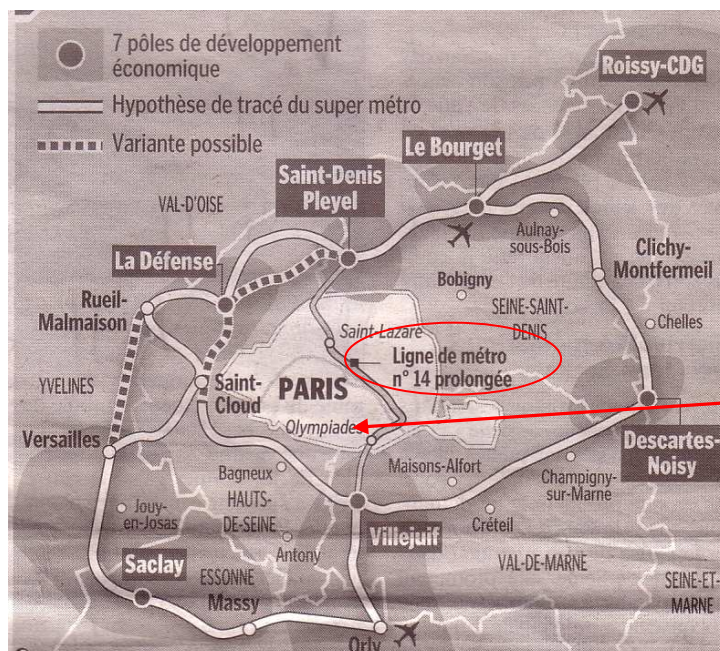 7 pôles de développement
économique
Hypothèse de tracé du super métro
Variante possible
Roissy-CDG
Le Bourget
Saint-Denis
Pleyel
VAL-D'OISE
Aulnay-
sous-Bois
Clichy-
Montfermeil
La Défense
Bobigny
Rueil-
Malmaison
SEINE-SAINT-
DENIS
Chelles
Saint-Lazare
Ligne de métro
n° 14 prolongée
YVELINES
Saint-
Cloud
PARIS
Olympiades
Versailles
Descartes-
Noisy
Bagneux
Maisons-Alfort
Champigny-
sur-Marne
HAUTS-
DE-SEINE
Jouy-
en-Josas
Villejuif
Créteil
Antony
VAL-DE-MARNE
Saclay
ESSONNE
Massy
SEINE-ET-
MARNE
Orly